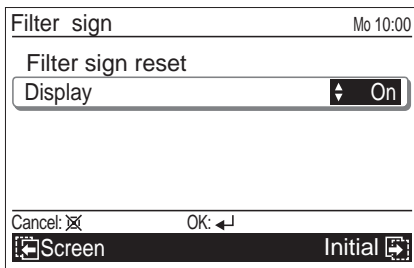 Filter sign Mo 10:00
Filter sign reset
Display On
Cancel: OK:
Screen Initial